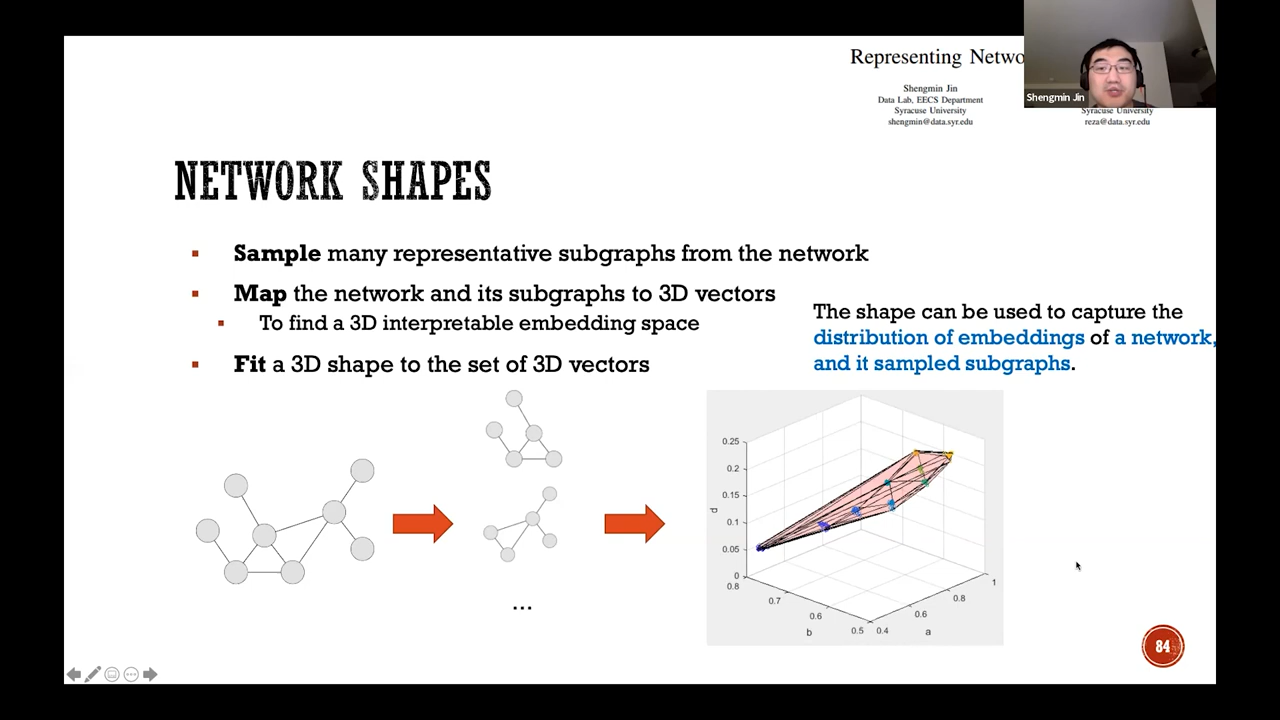 Representing Netwo
Shengmin Jin
Data Lab, EECS Department
Syracuse University
shengmin@data.syr.edu
Shengmin Jin
Syracuse University
reza@data.syr.edu
NETWORK SHAPES
Sample many representative subgraphs from the network
Map the network and its subgraphs to 3D vectors
To find a 3D interpretable embedding space
Fit a 3D shape to the set of 3D vectors
The shape can be used to capture the
distribution of embeddings of a network,
and it sampled subgraphs.
...
0.25
0.2
0.15
0.1
0.05
0
d
0.8
0.7
0.6
0.5
b
0.4
0.6
0.8
1
a
84